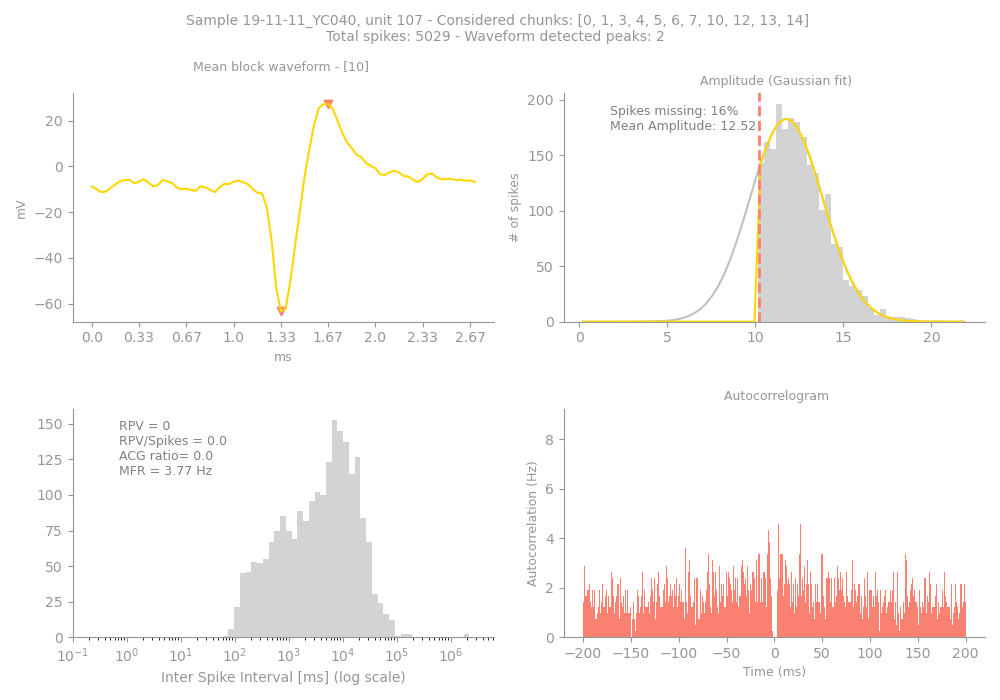 Sample 19-11-11_YC040, unit 107 - Considered chunks: [0, 1, 3, 4, 5, 6, 7, 10, 12, 13, 14]
Total spikes: 5029 - Waveform detected peaks: 2
Mean block waveform - [10]
20
0
−20
−40
−60
mV
0.0 0.33 0.67 1.0 1.33 1.67 2.0 2.33 2.67
ms
Amplitude (Gaussian fit)
Spikes missing: 16%
Mean Amplitude: 12.52
200
150
100
50
0
# of spikes
0 5 10 15 20
RPV = 0
RPV/Spikes = 0.0
ACG ratio= 0.0
MFR = 3.77 Hz
150
125
100
75
50
25
0
10⁻¹ 10⁰ 10¹ 10² 10³ 10⁴ 10⁵ 10⁶
Inter Spike Interval [ms] (log scale)
Autocorrelogram
8
6
4
2
0
Autocorrelation (Hz)
−200 −150 −100 −50 0 50 100 150 200
Time (ms)